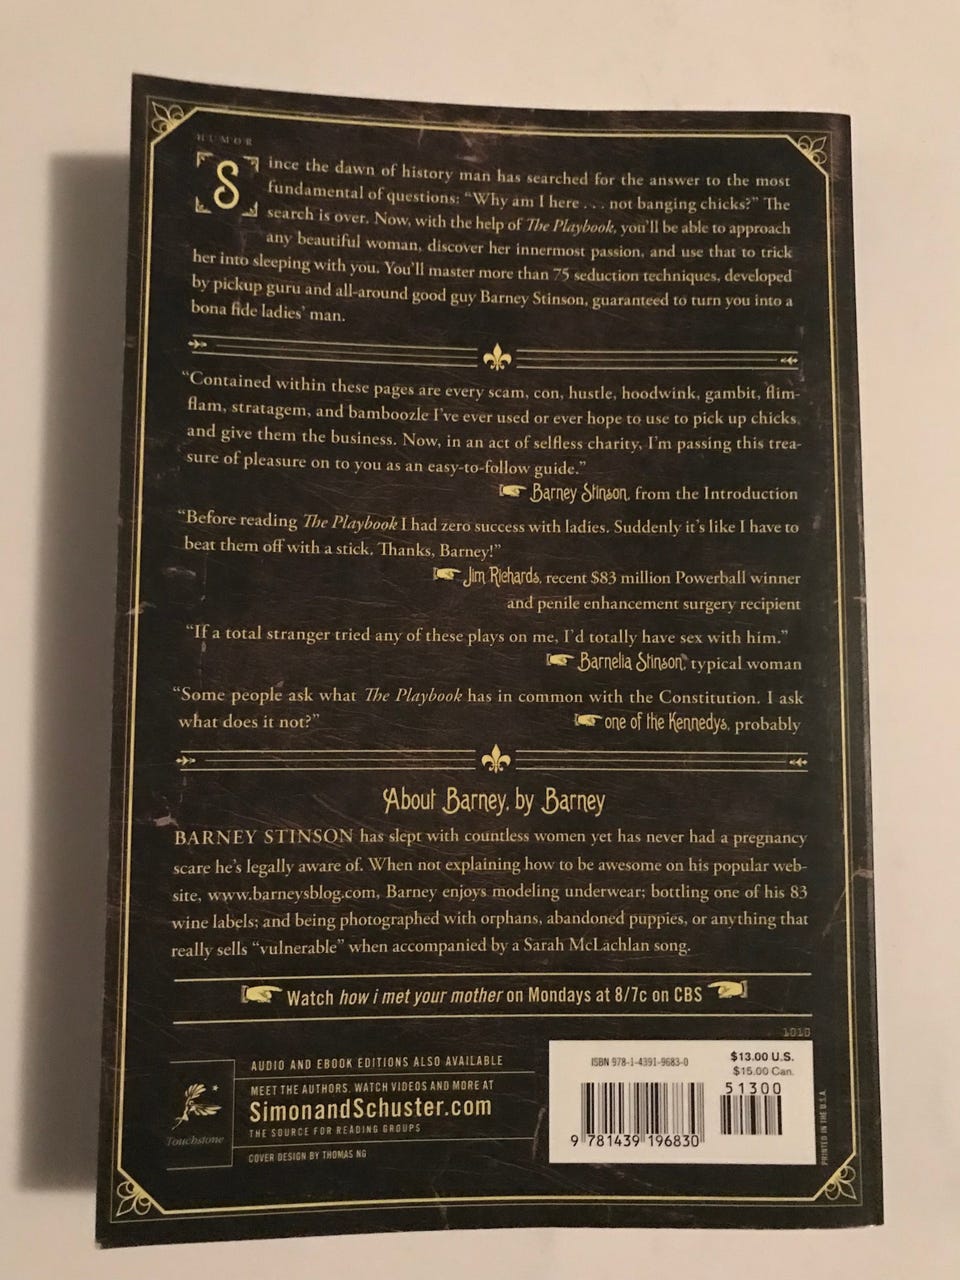 HUMOR
Since the dawn of history man has searched for the answer to the most
fundamental of questions: “Why am I here . . . not banging chicks?” The
search is over. Now, with the help of The Playbook, you’ll be able to approach
any beautiful woman, discover her innermost passion, and use that to trick
her into sleeping with you. You’ll master more than 75 seduction techniques, developed
by pickup guru and all-around good guy Barney Stinson, guaranteed to turn you into a
bona fide ladies’ man.
“Contained within these pages are every scam, con, hustle, hoodwink, gambit, flim-
flam, stratagem, and bamboozle I’ve ever used or ever hope to use to pick up chicks
and give them the business. Now, in an act of selfless charity, I’m passing this trea-
sure of pleasure on to you as an easy-to-follow guide.”
Barney Stinson, from the Introduction
“Before reading The Playbook I had zero success with ladies. Suddenly it’s like I have to
beat them off with a stick. Thanks, Barney!”
Jim Richards, recent $83 million Powerball winner
and penile enhancement surgery recipient
“If a total stranger tried any of these plays on me, I’d totally have sex with him.”
Barnelia Stinson, typical woman
“Some people ask what The Playbook has in common with the Constitution. I ask
what does it not?” one of the Kennedys, probably
About Barney, by Barney
BARNEY STINSON has slept with countless women yet has never had a pregnancy
scare he’s legally aware of. When not explaining how to be awesome on his popular web-
site, www.barneysblog.com, Barney enjoys modeling underwear; bottling one of his 83
wine labels; and being photographed with orphans, abandoned puppies, or anything that
really sells “vulnerable” when accompanied by a Sarah McLachlan song.
Watch how i met your mother on Mondays at 8/7c on CBS
1010
AUDIO AND EBOOK EDITIONS ALSO AVAILABLE
MEET THE AUTHORS, WATCH VIDEOS AND MORE AT
SimonandSchuster.com
THE SOURCE FOR READING GROUPS
COVER DESIGN BY THOMAS NG
Touchstone
ISBN 978-1-4391-9683-0
$13.00 U.S.
$15.00 Can.
51300
9 781439 196830
PRINTED IN THE U.S.A.